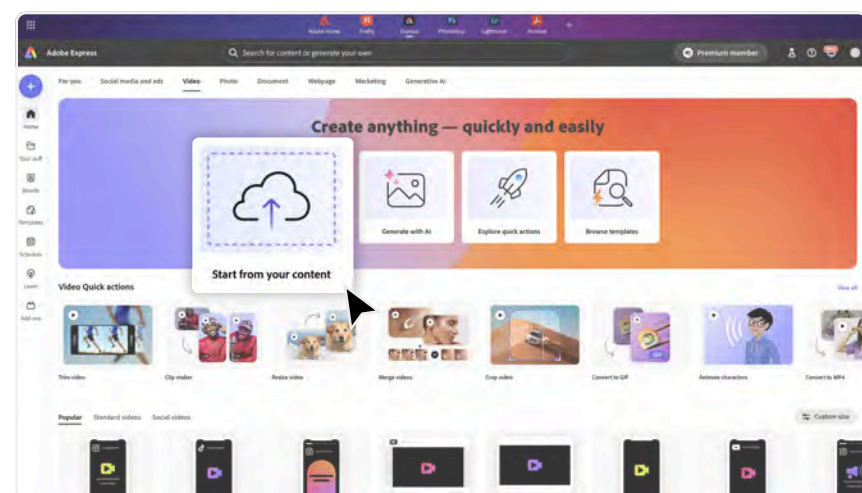 Adobe Home Firefly Express Photoshop Lightroom Acrobat
Adobe Express
Search for content or generate your own
Premium member
For you Social media and ads Video Photo Document Webpage Marketing Generative AI
Home
Your stuff
Brands
Templates
Schedule
Learn
Add-ons
Create anything — quickly and easily
Start from your content
Generate with AI
Explore quick actions
Browse templates
Video Quick actions
View all
Trim video
Clip maker
Resize video
Merge videos
Crop video
Convert to GIF
Animate characters
Convert to MP4
Popular Standard videos Social videos
Custom size